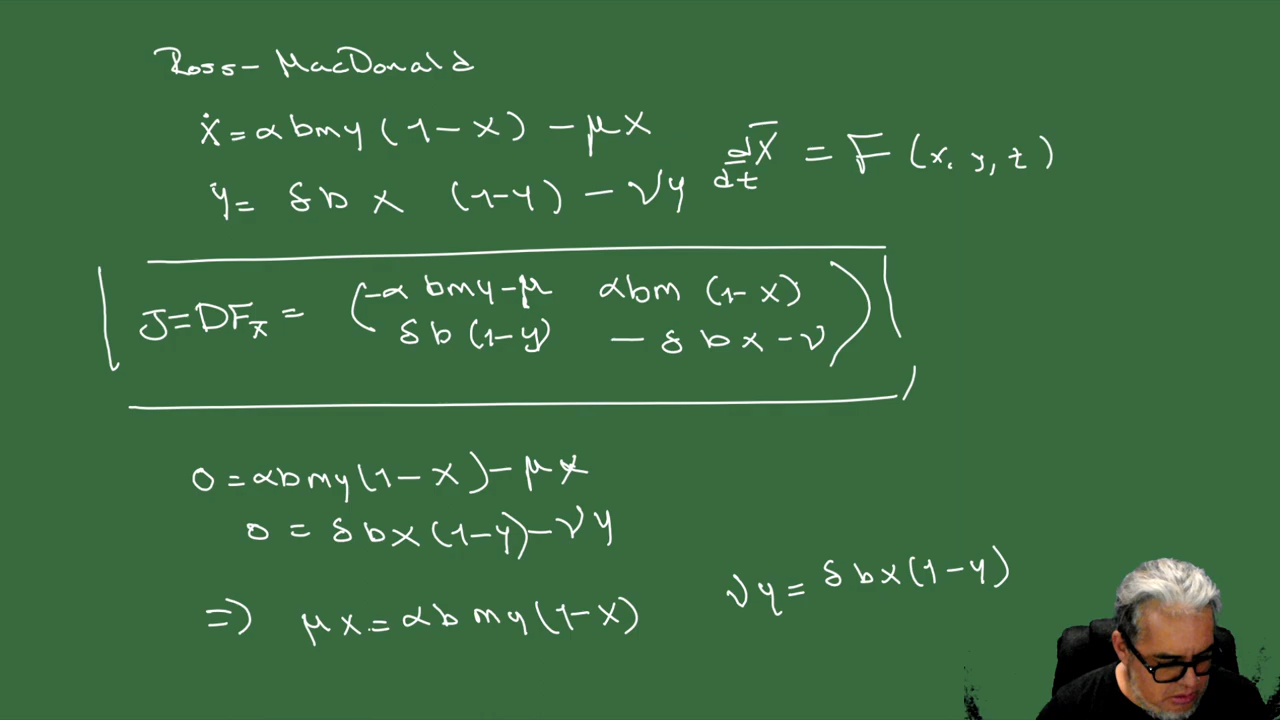 Ross-MacDonald
ẋ = αbmy(1-x) - μx
ẏ = δbx (1-y) - νy
dX̄/dt = F(x, y, t)
J = DF_x̄ = (-αbmy-μ   αbm(1-x)
δb(1-y)   -δbx-ν)
0 = αbmy(1-x) - μx
0 = δbx(1-y) - νy
=> μx = αbmy(1-x)
νy = δbx(1-y)